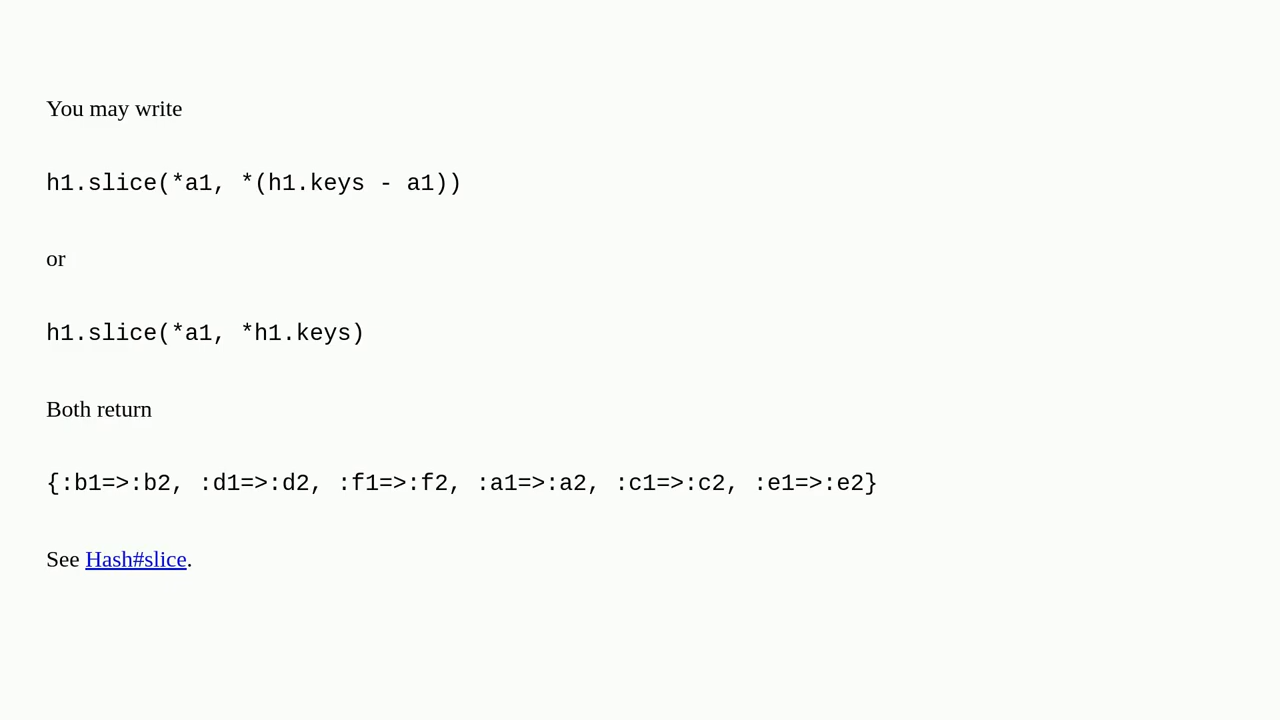 You may write
h1.slice(*a1, *(h1.keys - a1))
or
h1.slice(*a1, *h1.keys)
Both return
{:b1=>:b2, :d1=>:d2, :f1=>:f2, :a1=>:a2, :c1=>:c2, :e1=>:e2}
See Hash#slice.